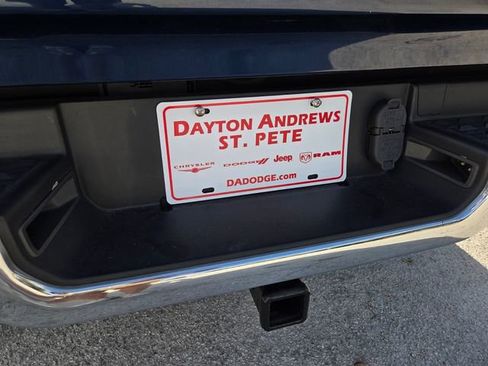 DAYTON ANDREWS
ST. PETE
CHRYSLER DODGE Jeep RAM
DADODGE.com